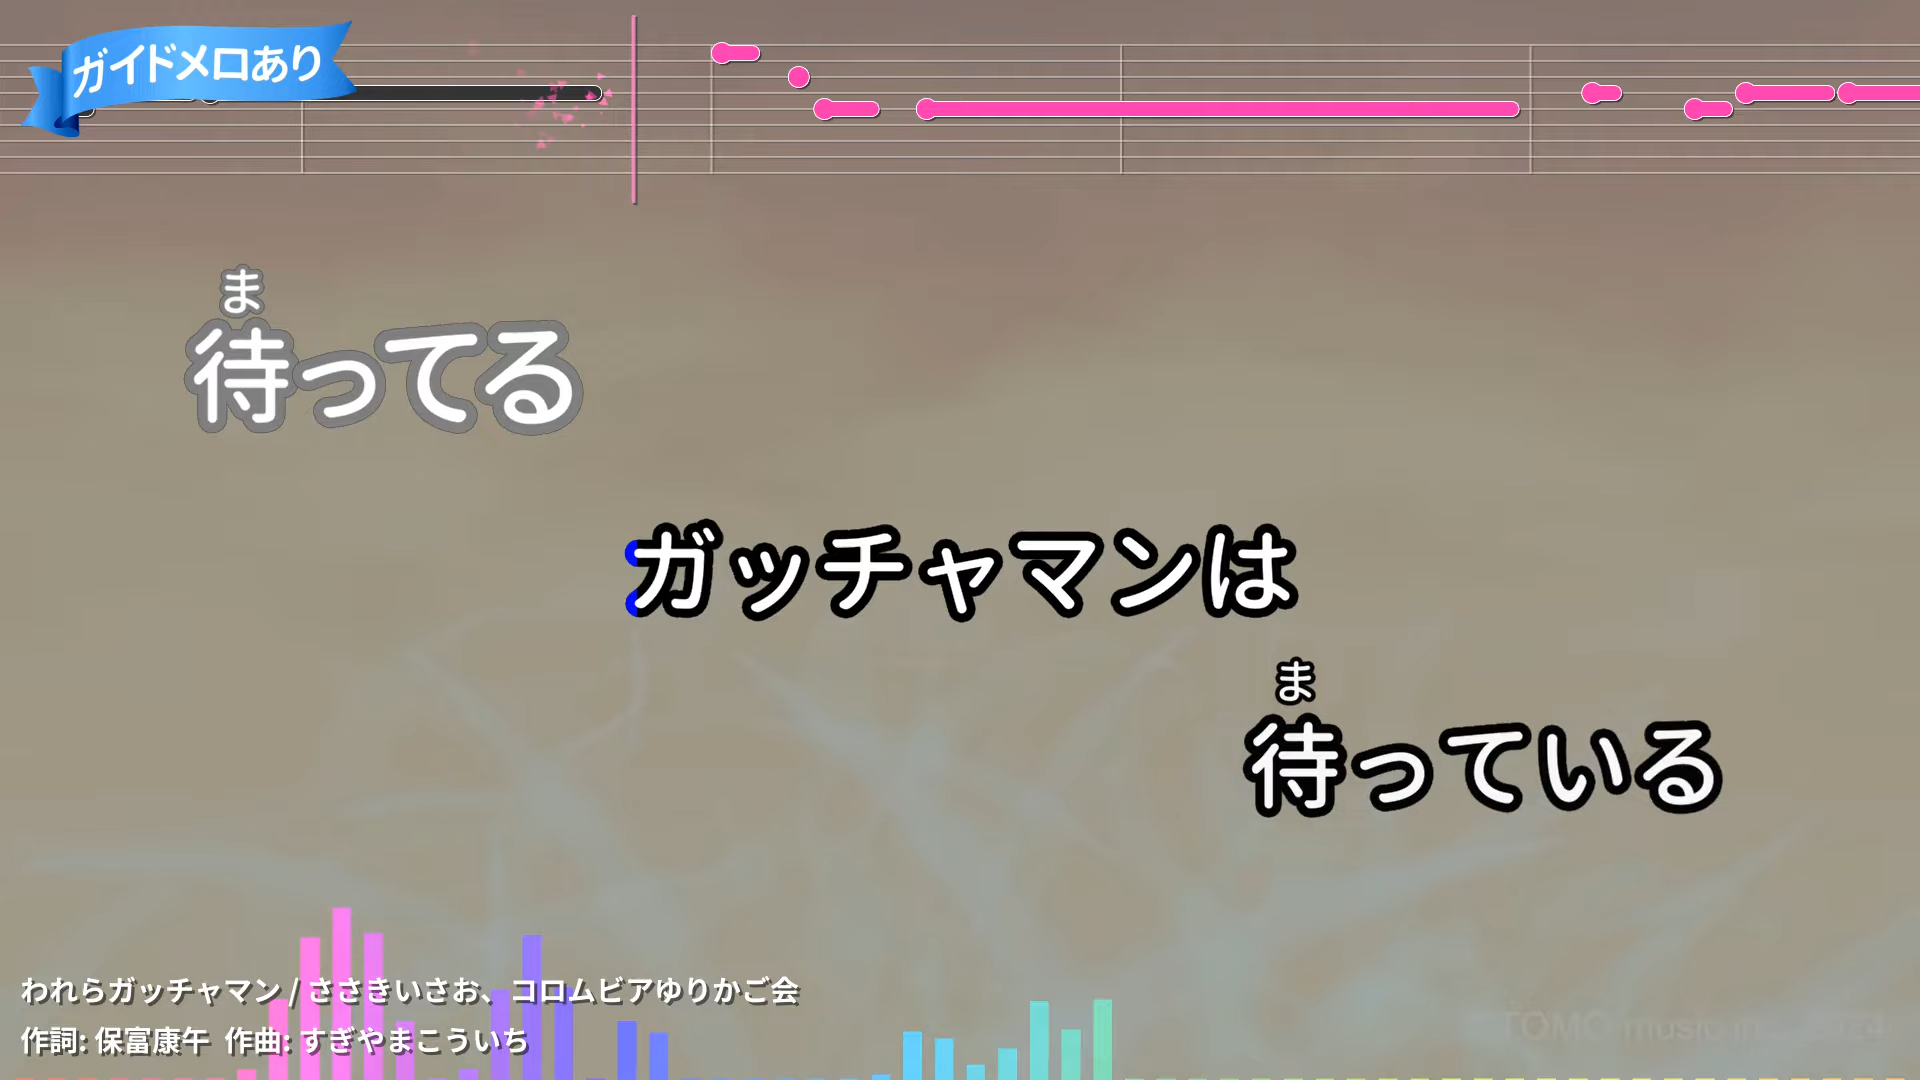 ガイドメロあり
ま
待ってる
ガッチャマンは
ま
待っている
われらガッチャマン / ささきいさお、コロムビアゆりかご会
作詞: 保富康午 作曲: すぎやまこういち
TOMO music